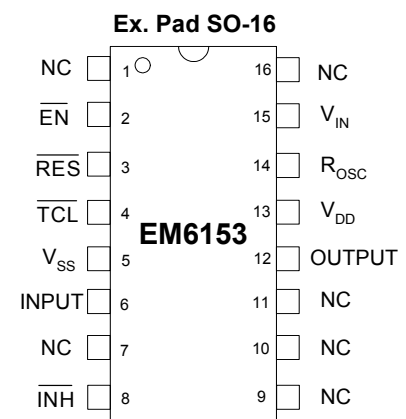 Ex. Pad SO-16
NC 1 16 NC
EN 2 15 VIN
RES 3 14 ROSC
TCL 4 13 VDD
EM6153
VSS 5 12 OUTPUT
INPUT 6 11 NC
NC 7 10 NC
INH 8 9 NC